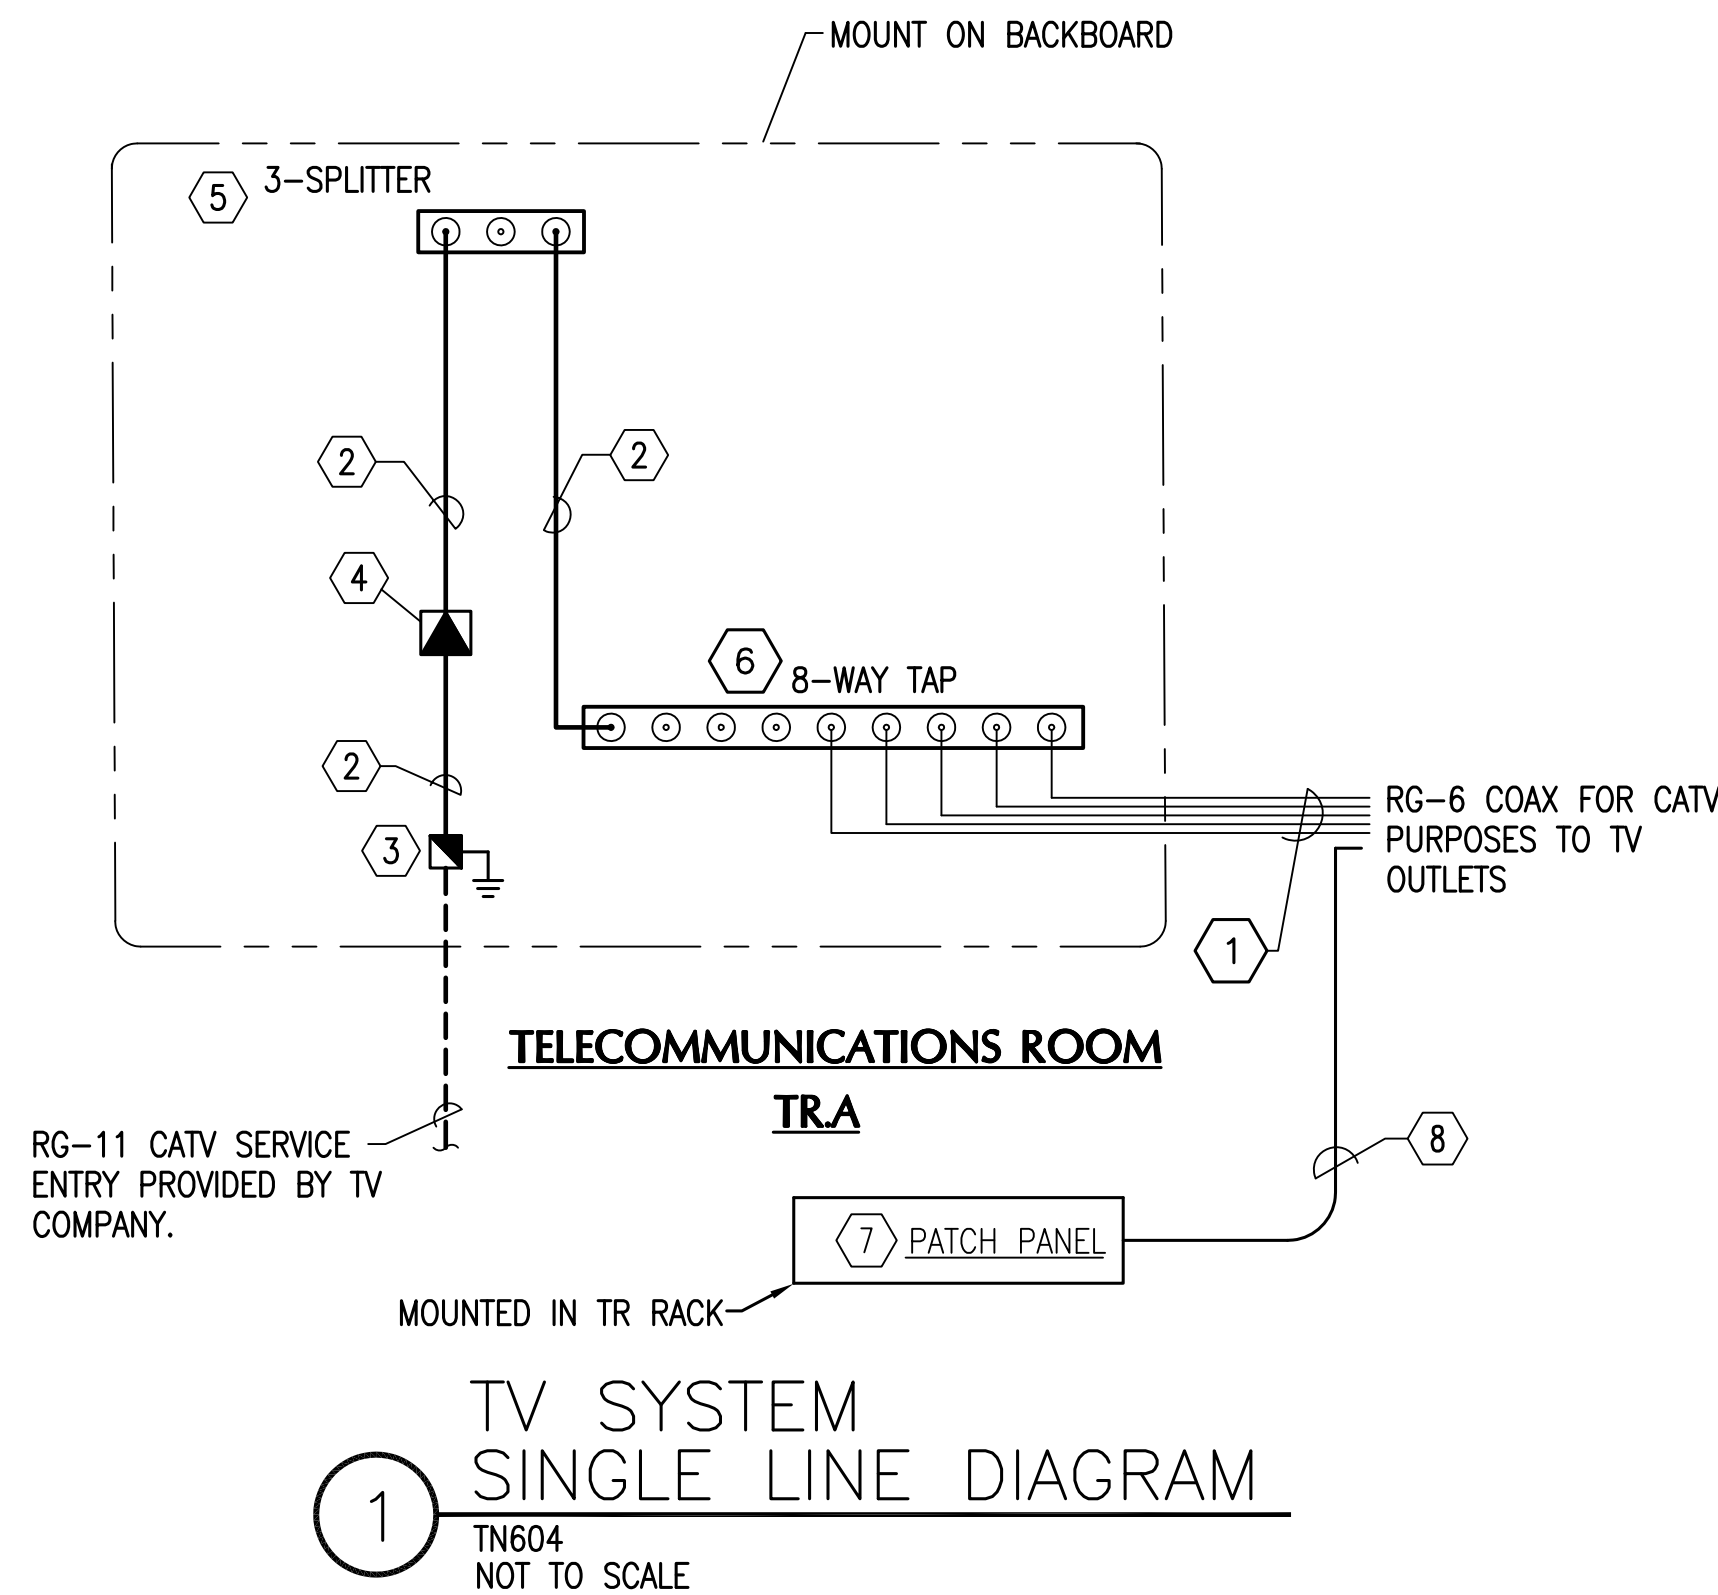 MOUNT ON BACKBOARD
5 3-SPLITTER
2
2
4
6 8-WAY TAP
2
3
RG-6 COAX FOR CATV
PURPOSES TO TV
OUTLETS
1
TELECOMMUNICATIONS ROOM
TR.A
RG-11 CATV SERVICE
ENTRY PROVIDED BY TV
COMPANY.
8
7 PATCH PANEL
MOUNTED IN TR RACK
TV SYSTEM
SINGLE LINE DIAGRAM
1
TN604
NOT TO SCALE